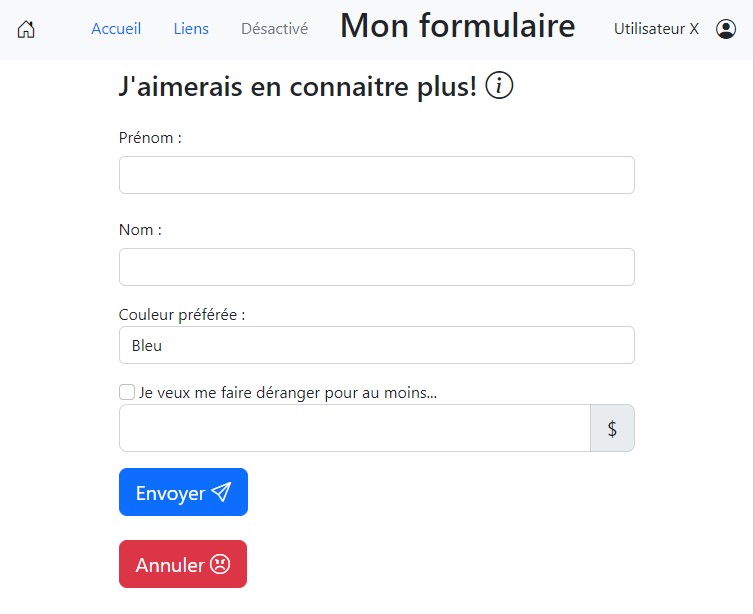 Accueil Liens Désactivé Mon formulaire Utilisateur X
J'aimerais en connaitre plus!
Prénom :
Nom :
Couleur préférée :
Bleu
Je veux me faire déranger pour au moins...
$
Envoyer
Annuler